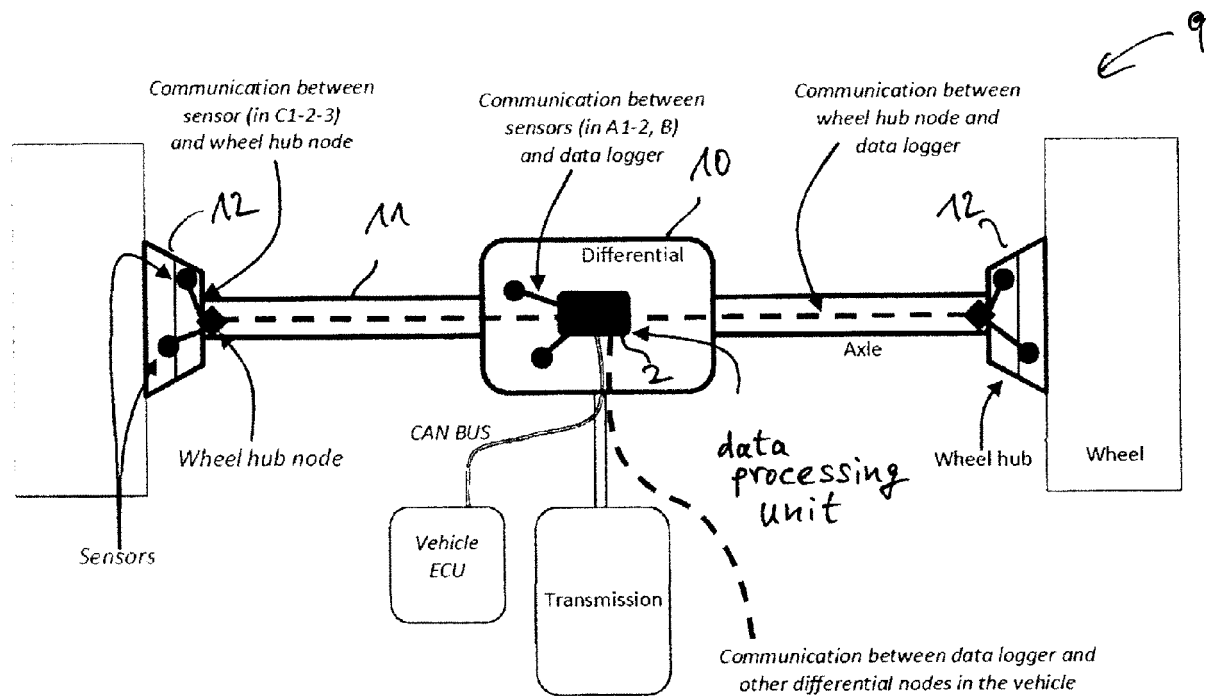 9
Communication between
sensor (in C1-2-3)
and wheel hub node
Communication between
sensors (in A1-2, B)
and data logger
Communication between
wheel hub node and
data logger
12
11
10
12
Differential
2
Axle
CAN BUS
Wheel hub node
data
processing
unit
Wheel hub
Wheel
Sensors
Vehicle
ECU
Transmission
Communication between data logger and
other differential nodes in the vehicle